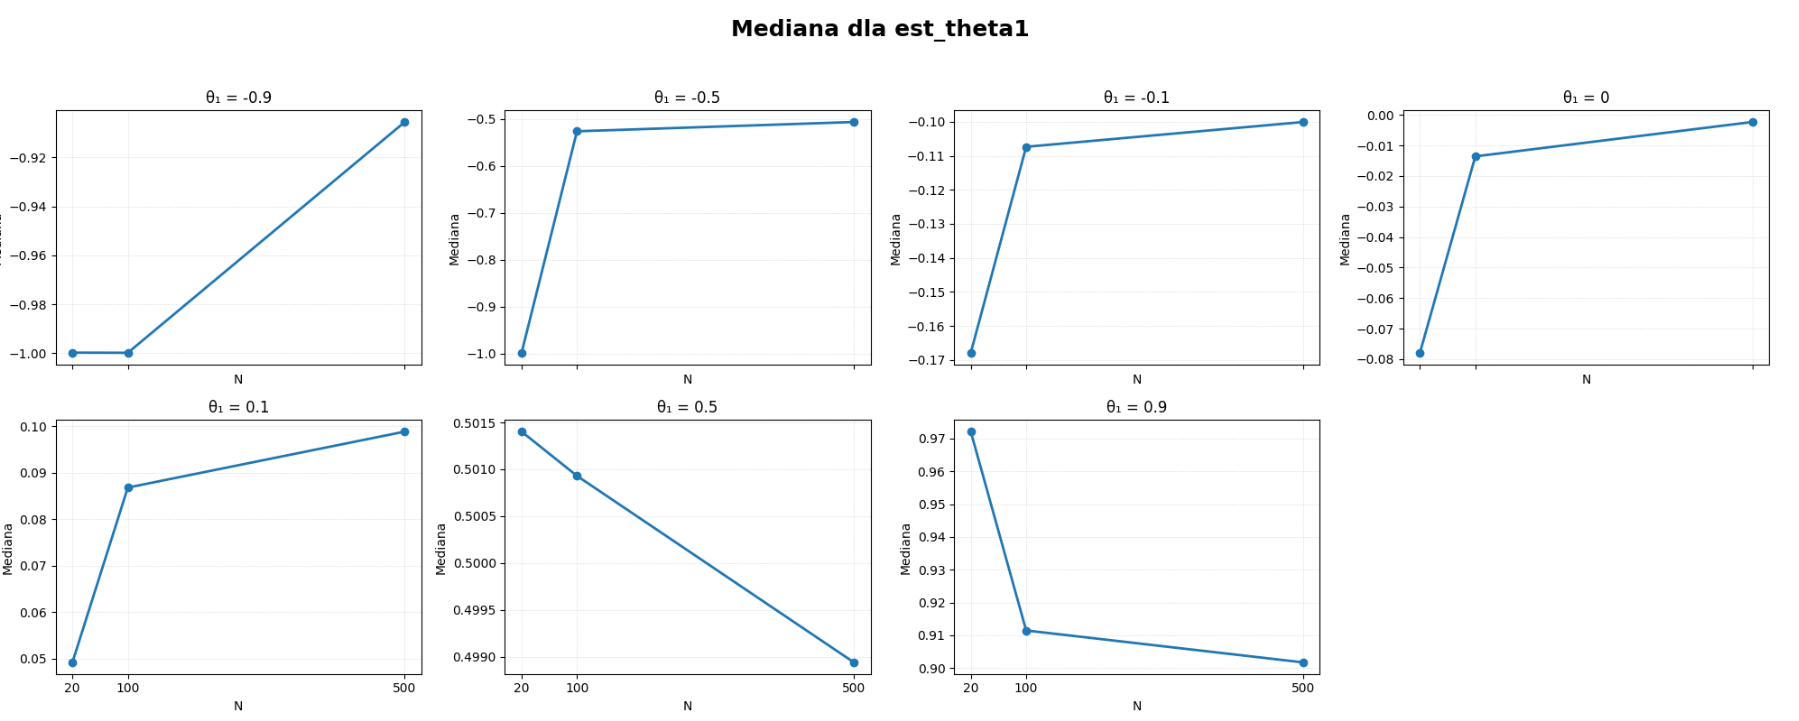 Mediana dla est_theta1
θ₁ = -0.9
−0.92
−0.94
−0.96
−0.98
−1.00
N
θ₁ = -0.5
−0.5
−0.6
−0.7
−0.8
−0.9
−1.0
Mediana
N
θ₁ = -0.1
−0.10
−0.11
−0.12
−0.13
−0.14
−0.15
−0.16
−0.17
Mediana
N
θ₁ = 0
0.00
−0.01
−0.02
−0.03
−0.04
−0.05
−0.06
−0.07
−0.08
Mediana
N
θ₁ = 0.1
0.10
0.09
0.08
0.07
0.06
0.05
Mediana
20 100 500
N
θ₁ = 0.5
0.5015
0.5010
0.5005
0.5000
0.4995
0.4990
Mediana
20 100 500
N
θ₁ = 0.9
0.97
0.96
0.95
0.94
0.93
0.92
0.91
0.90
Mediana
20 100 500
N